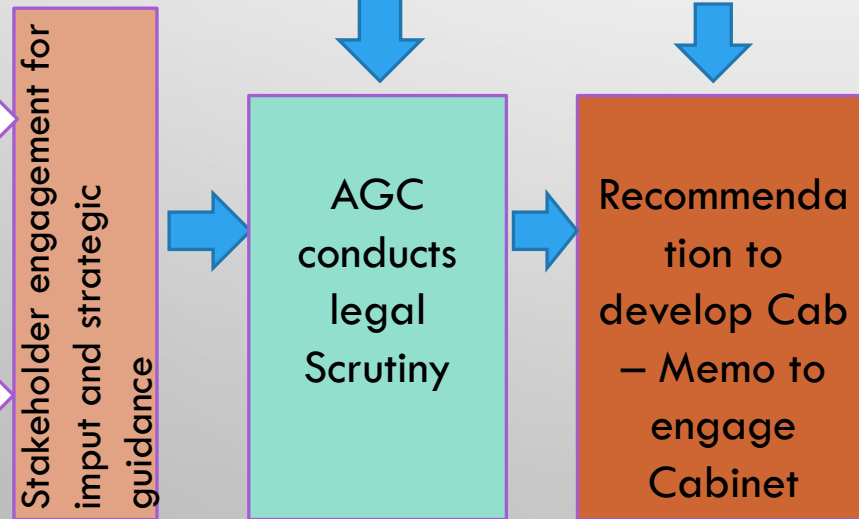 Stakeholder engagement for
imput and strategic
guidance
AGC
conducts
legal
Scrutiny
Recommenda
tion to
develop Cab
– Memo to
engage
Cabinet